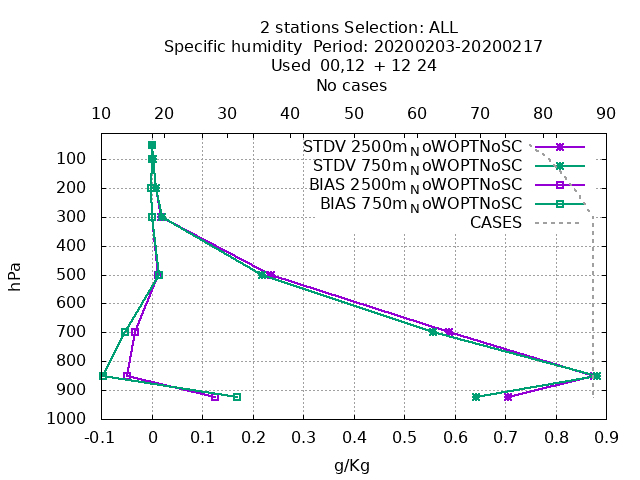 2 stations Selection: ALL
Specific humidity  Period: 20200203-20200217
Used  00,12  + 12 24
No cases
10 20 30 40 50 60 70 80 90
STDV 2500m_NoWOPTNoSC
STDV 750m_NoWOPTNoSC
BIAS 2500m_NoWOPTNoSC
BIAS 750m_NoWOPTNoSC
CASES
100
200
300
400
500
600
700
800
900
1000
hPa
-0.1 0 0.1 0.2 0.3 0.4 0.5 0.6 0.7 0.8 0.9
g/Kg